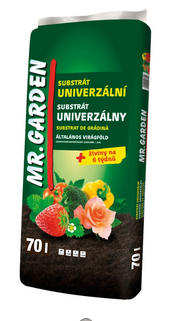 MR.GARDEN
SUBSTRÁT
UNIVERZÁLNÍ
SUBSTRÁT
UNIVERZÁLNY
SUBSTRAT DE GRĂDINĂ
ÁLTALÁNOS VIRÁGFÖLD
+ živiny na
6 týdnů
70 l
70 l